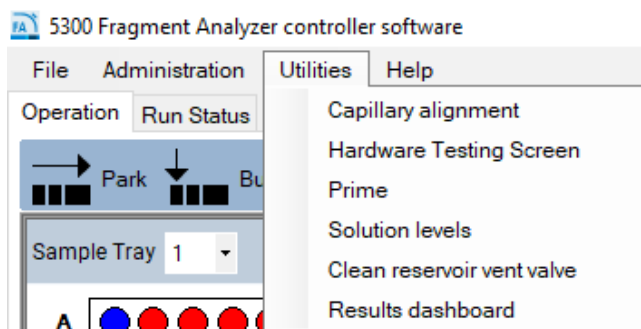 FA 5300 Fragment Analyzer controller software
File Administration Utilities Help
Operation Run Status Capillary alignment
Hardware Testing Screen
Park Prime
Solution levels
Sample Tray 1 Clean reservoir vent valve
A Results dashboard